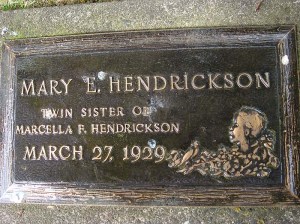 MARY E. HENDRICKSON
TWIN SISTER OF
MARCELLA F. HENDRICKSON
MARCH 27, 1929